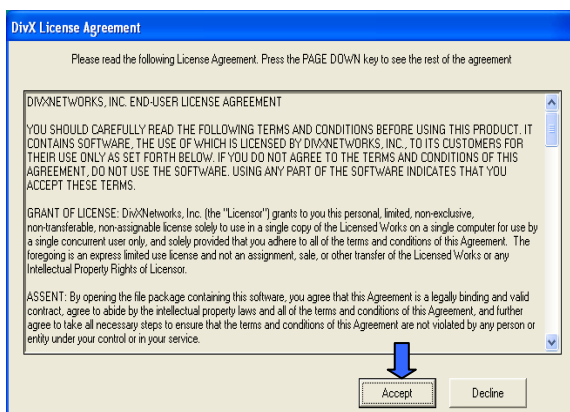 DivX License Agreement
Please read the following License Agreement. Press the PAGE DOWN key to see the rest of the agreement
DIVXNETWORKS, INC. END-USER LICENSE AGREEMENT
YOU SHOULD CAREFULLY READ THE FOLLOWING TERMS AND CONDITIONS BEFORE USING THIS PRODUCT. IT
CONTAINS SOFTWARE, THE USE OF WHICH IS LICENSED BY DIVXNETWORKS, INC., TO ITS CUSTOMERS FOR
THEIR USE ONLY AS SET FORTH BELOW. IF YOU DO NOT AGREE TO THE TERMS AND CONDITIONS OF THIS
AGREEMENT, DO NOT USE THE SOFTWARE. USING ANY PART OF THE SOFTWARE INDICATES THAT YOU
ACCEPT THESE TERMS.
GRANT OF LICENSE: DivXNetworks, Inc. (the "Licensor") grants to you this personal, limited, non-exclusive,
non-transferable, non-assignable license solely to use in a single copy of the Licensed Works on a single computer for use by
a single concurrent user only, and solely provided that you adhere to all of the terms and conditions of this Agreement. The
foregoing is an express limited use license and not an assignment, sale, or other transfer of the Licensed Works or any
Intellectual Property Rights of Licensor.
ASSENT: By opening the file package containing this software, you agree that this Agreement is a legally binding and valid
contract, agree to abide by the intellectual property laws and all of the terms and conditions of this Agreement, and further
agree to take all necessary steps to ensure that the terms and conditions of this Agreement are not violated by any person or
entity under your control or in your service.
Accept Decline